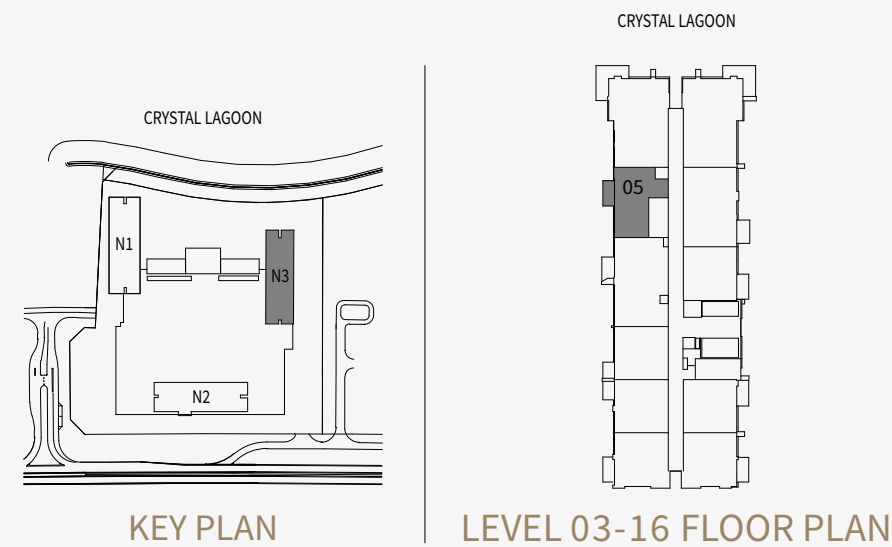 CRYSTAL LAGOON
N1
N3
N2
KEY PLAN
CRYSTAL LAGOON
05
LEVEL 03-16 FLOOR PLAN